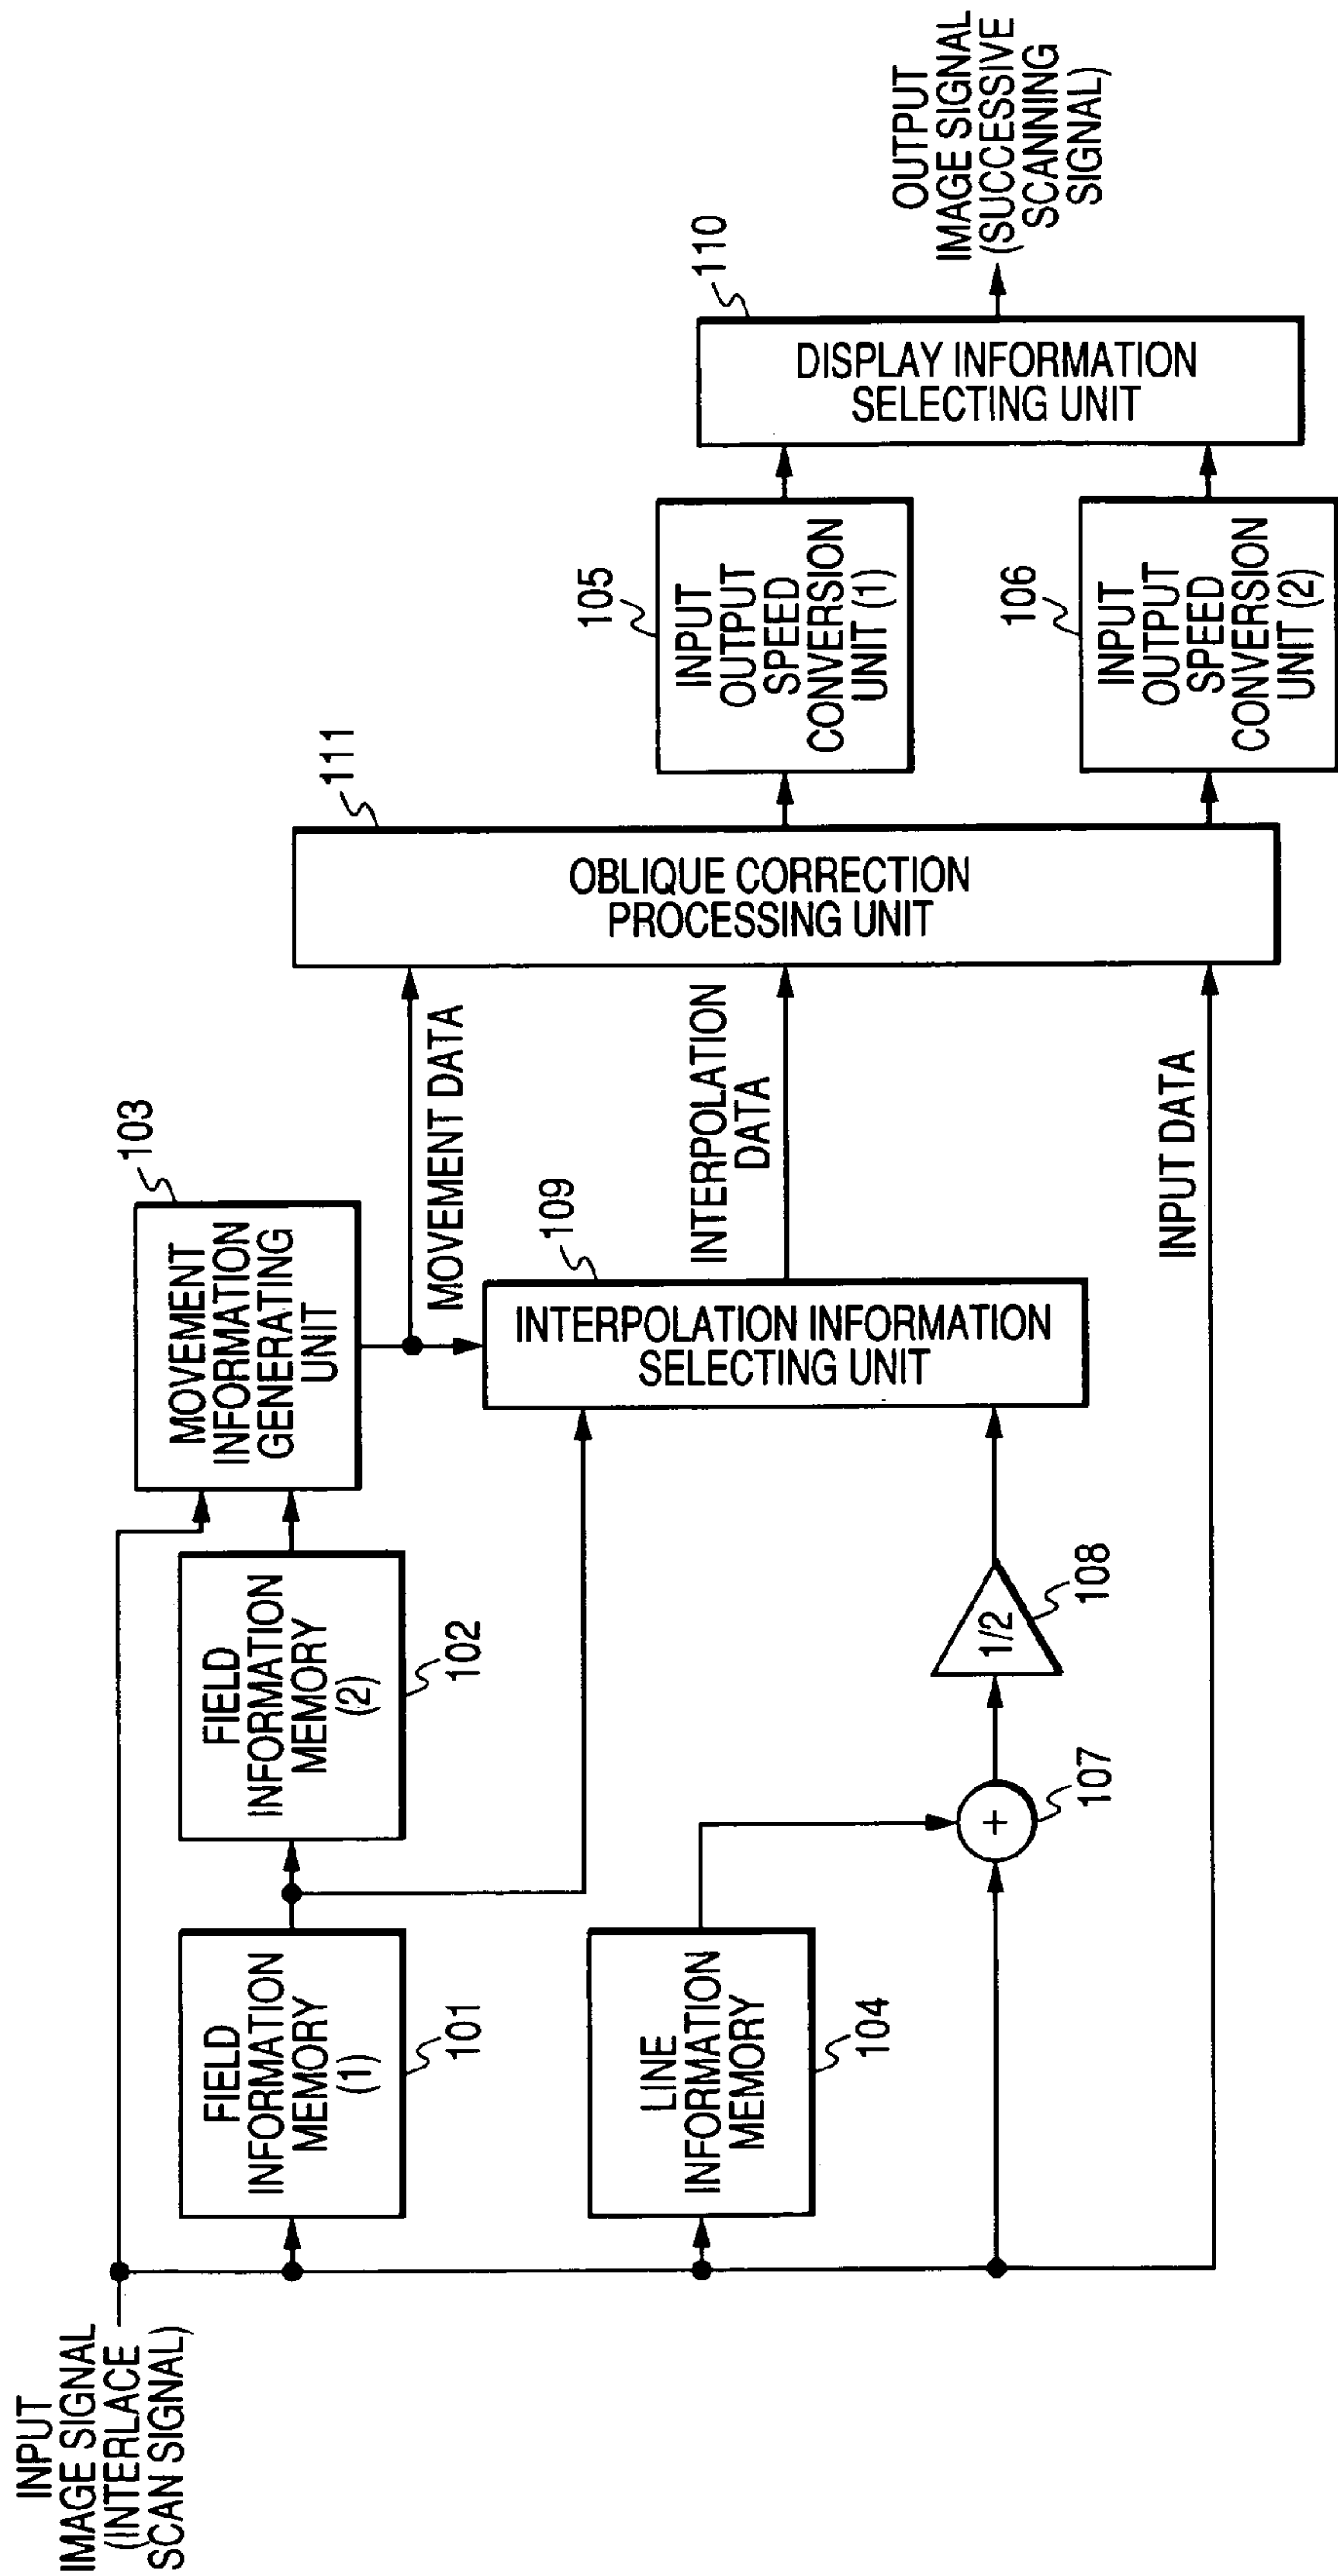 INPUT
IMAGE SIGNAL
(INTERLACE
SCAN SIGNAL)
FIELD
INFORMATION
MEMORY
(1)
101
FIELD
INFORMATION
MEMORY
(2)
102
MOVEMENT
INFORMATION
GENERATING
UNIT
103
LINE
INFORMATION
MEMORY
104
+
107
1/2
108
INTERPOLATION INFORMATION
SELECTING UNIT
109
MOVEMENT DATA
INTERPOLATION
DATA
INPUT DATA
OBLIQUE CORRECTION
PROCESSING UNIT
111
INPUT
OUTPUT
SPEED
CONVERSION
UNIT (1)
105
INPUT
OUTPUT
SPEED
CONVERSION
UNIT (2)
106
DISPLAY INFORMATION
SELECTING UNIT
110
OUTPUT
IMAGE SIGNAL
(SUCCESSIVE
SCANNING
SIGNAL)